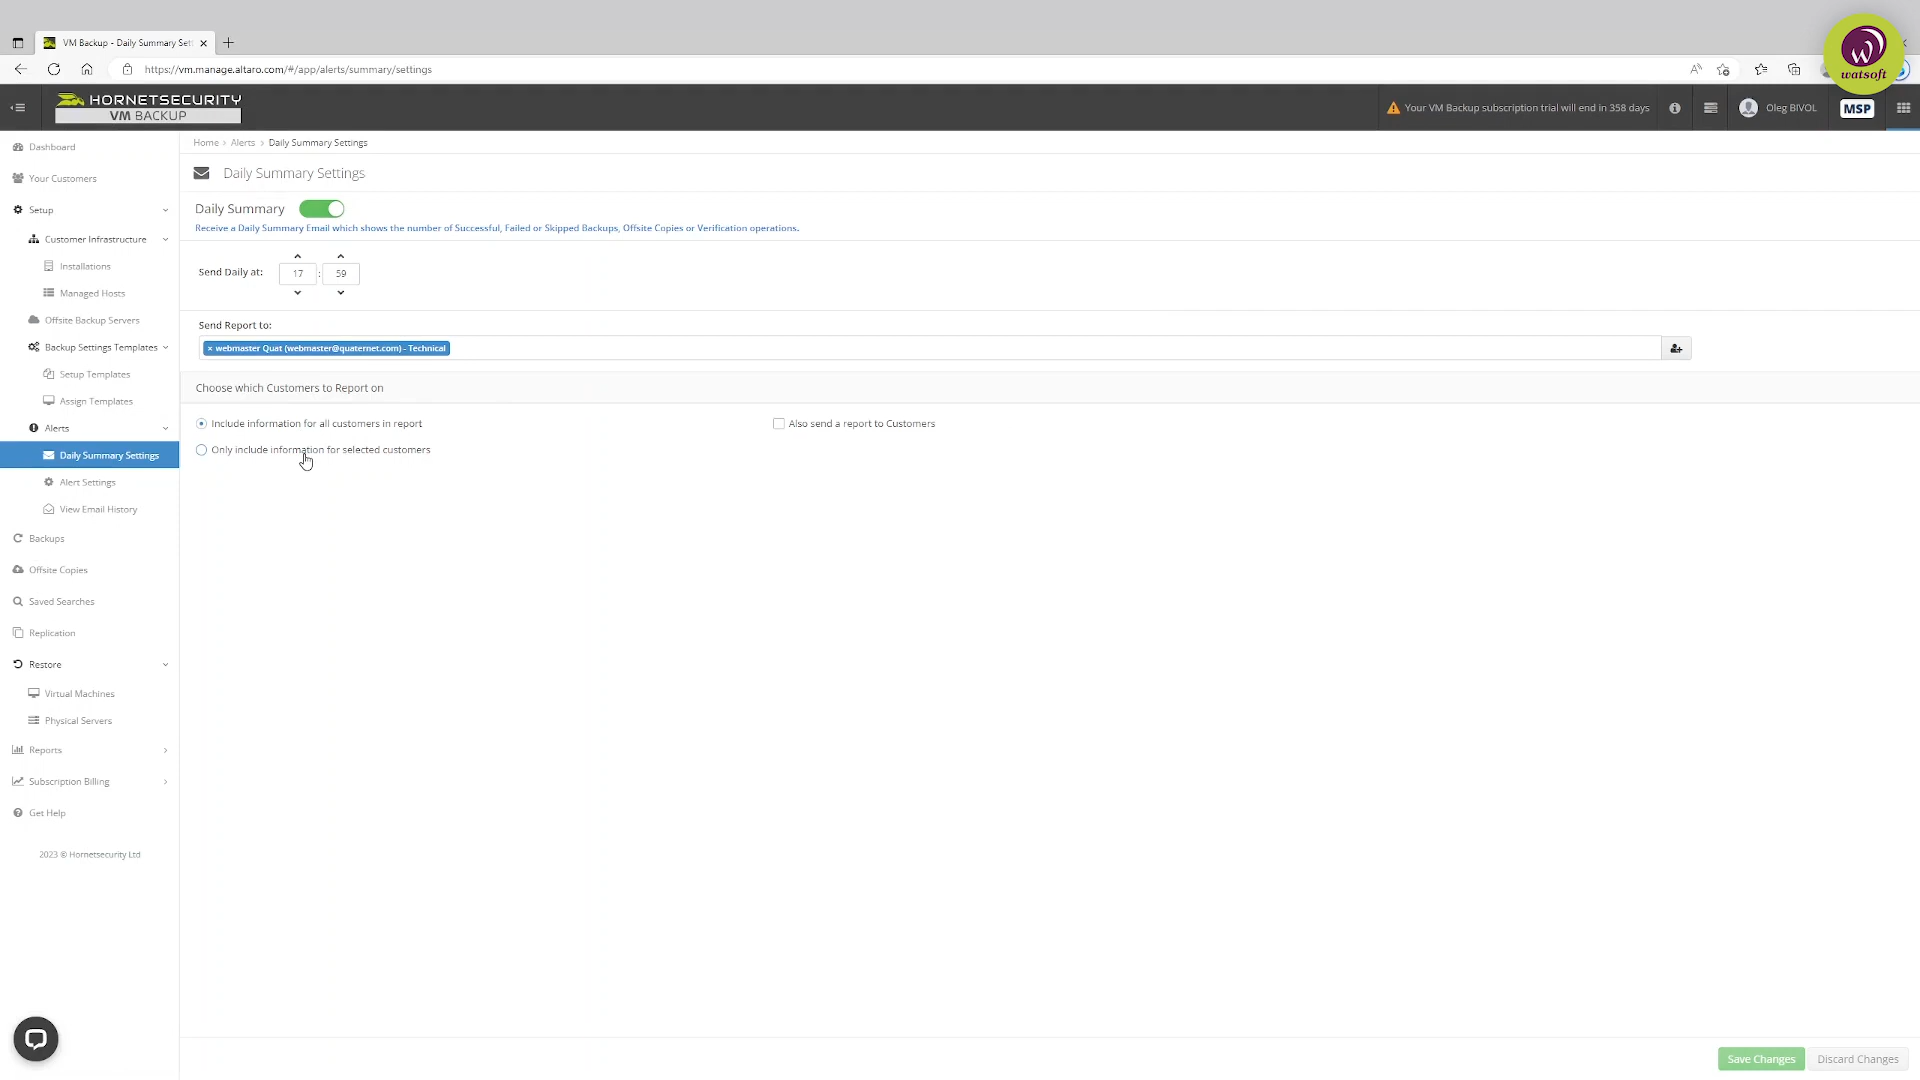 VM Backup - Daily Summary Set
https://vm.manage.altaro.com/#/app/alerts/summary/settings
watsoft
HORNETSECURITY
VM BACKUP
Your VM Backup subscription trial will end in 358 days
Oleg BIVOL
MSP
Dashboard
Your Customers
Setup
Customer Infrastructure
Installations
Managed Hosts
Offsite Backup Servers
Backup Settings Templates
Setup Templates
Assign Templates
Alerts
Daily Summary Settings
Alert Settings
View Email History
Backups
Offsite Copies
Saved Searches
Replication
Restore
Virtual Machines
Physical Servers
Reports
Subscription Billing
Get Help
2023 © Hornetsecurity Ltd
Home > Alerts > Daily Summary Settings
Daily Summary Settings
Daily Summary
Receive a Daily Summary Email which shows the number of Successful, Failed or Skipped Backups, Offsite Copies or Verification operations.
Send Daily at: 17 : 59
Send Report to:
× webmaster Quat (webmaster@quaternet.com) - Technical
Choose which Customers to Report on
Include information for all customers in report
Also send a report to Customers
Only include information for selected customers
Save Changes
Discard Changes